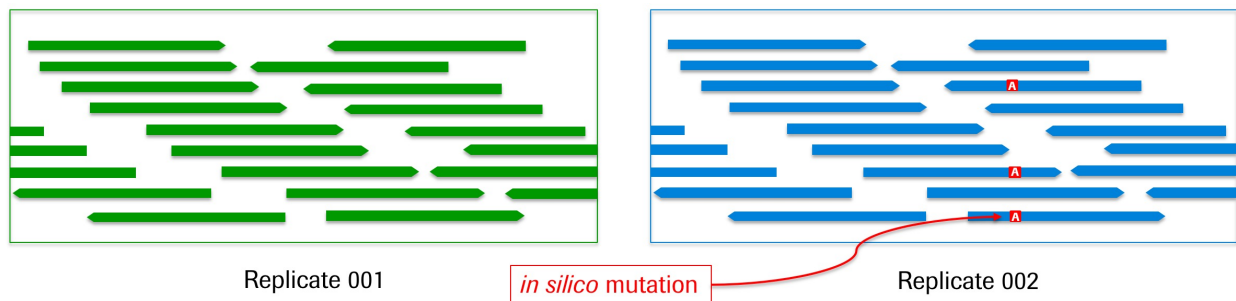 A
A
A
Replicate 001
in silico mutation
Replicate 002